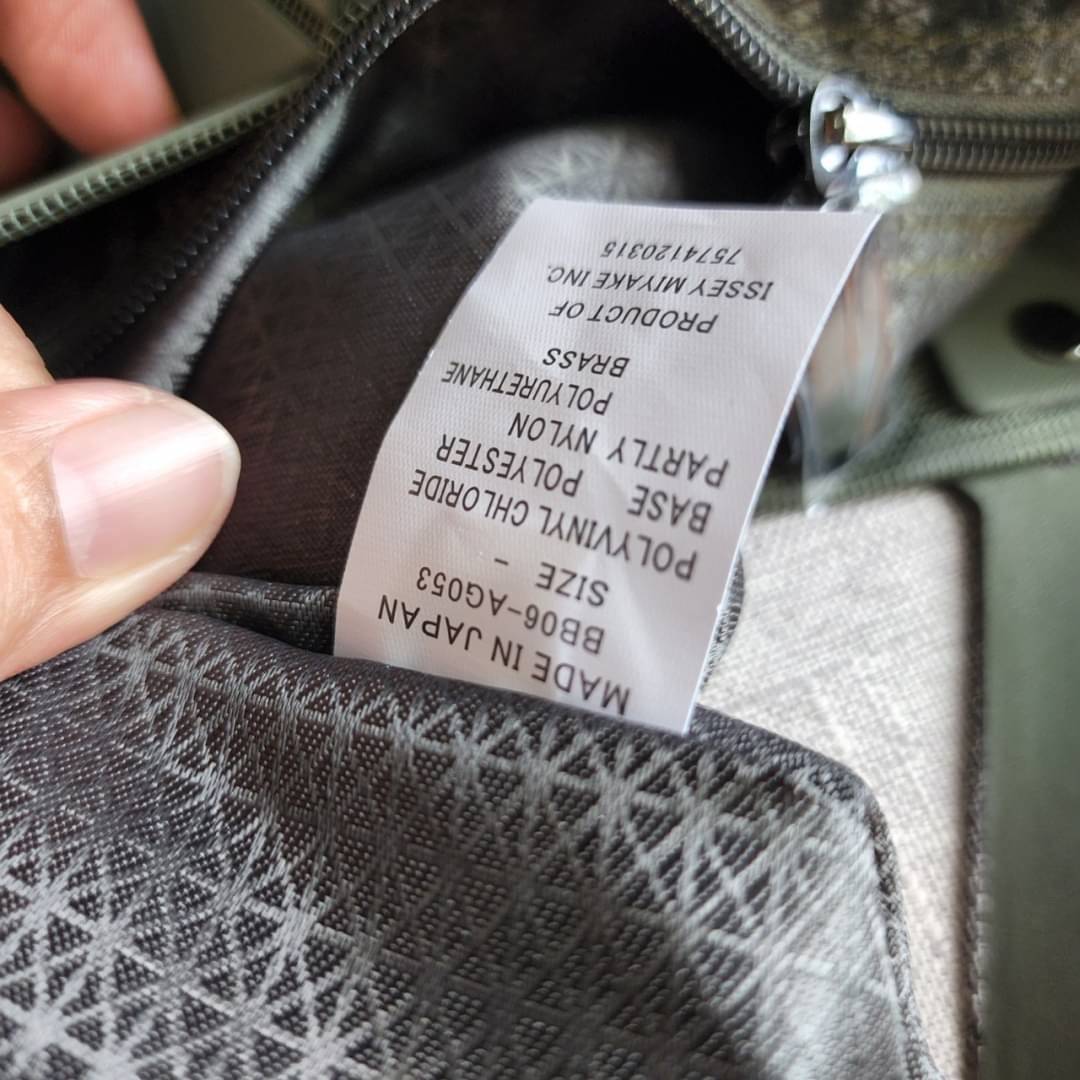 MADE IN JAPAN
BB06-AG053
SIZE -
POLYVINYL CHLORIDE
BASE POLYESTER
PARTLY NYLON
POLYURETHANE
BRASS
PRODUCT OF
ISSEY MIYAKE INC.
7574120315